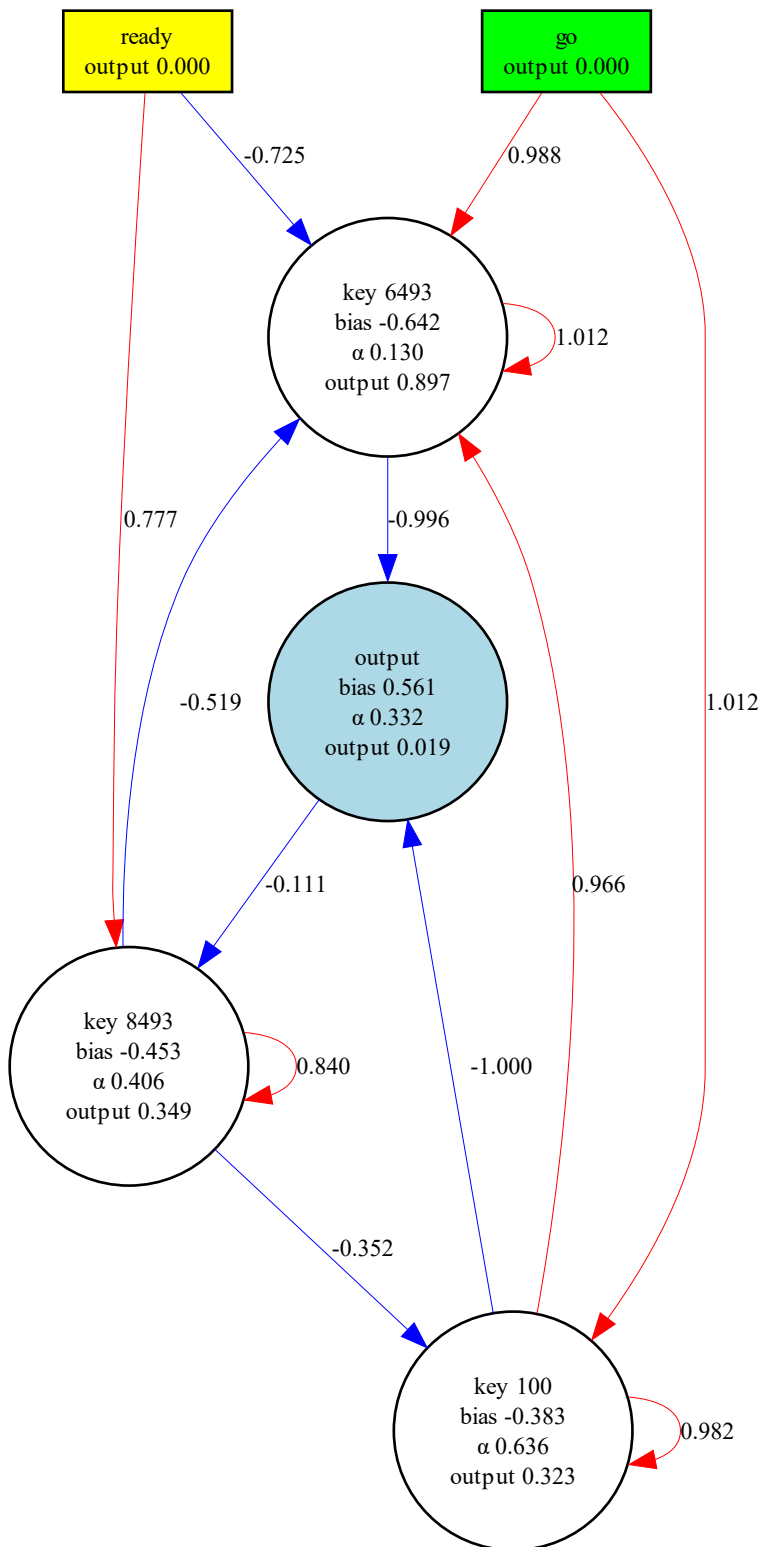 ready
output 0.000
go
output 0.000
-0.725
0.988
key 6493
bias -0.642
α 0.130
output 0.897
1.012
0.777
-0.996
output
bias 0.561
α 0.332
output 0.019
-0.519
1.012
-0.111
0.966
key 8493
bias -0.453
α 0.406
output 0.349
0.840
-1.000
-0.352
key 100
bias -0.383
α 0.636
output 0.323
0.982